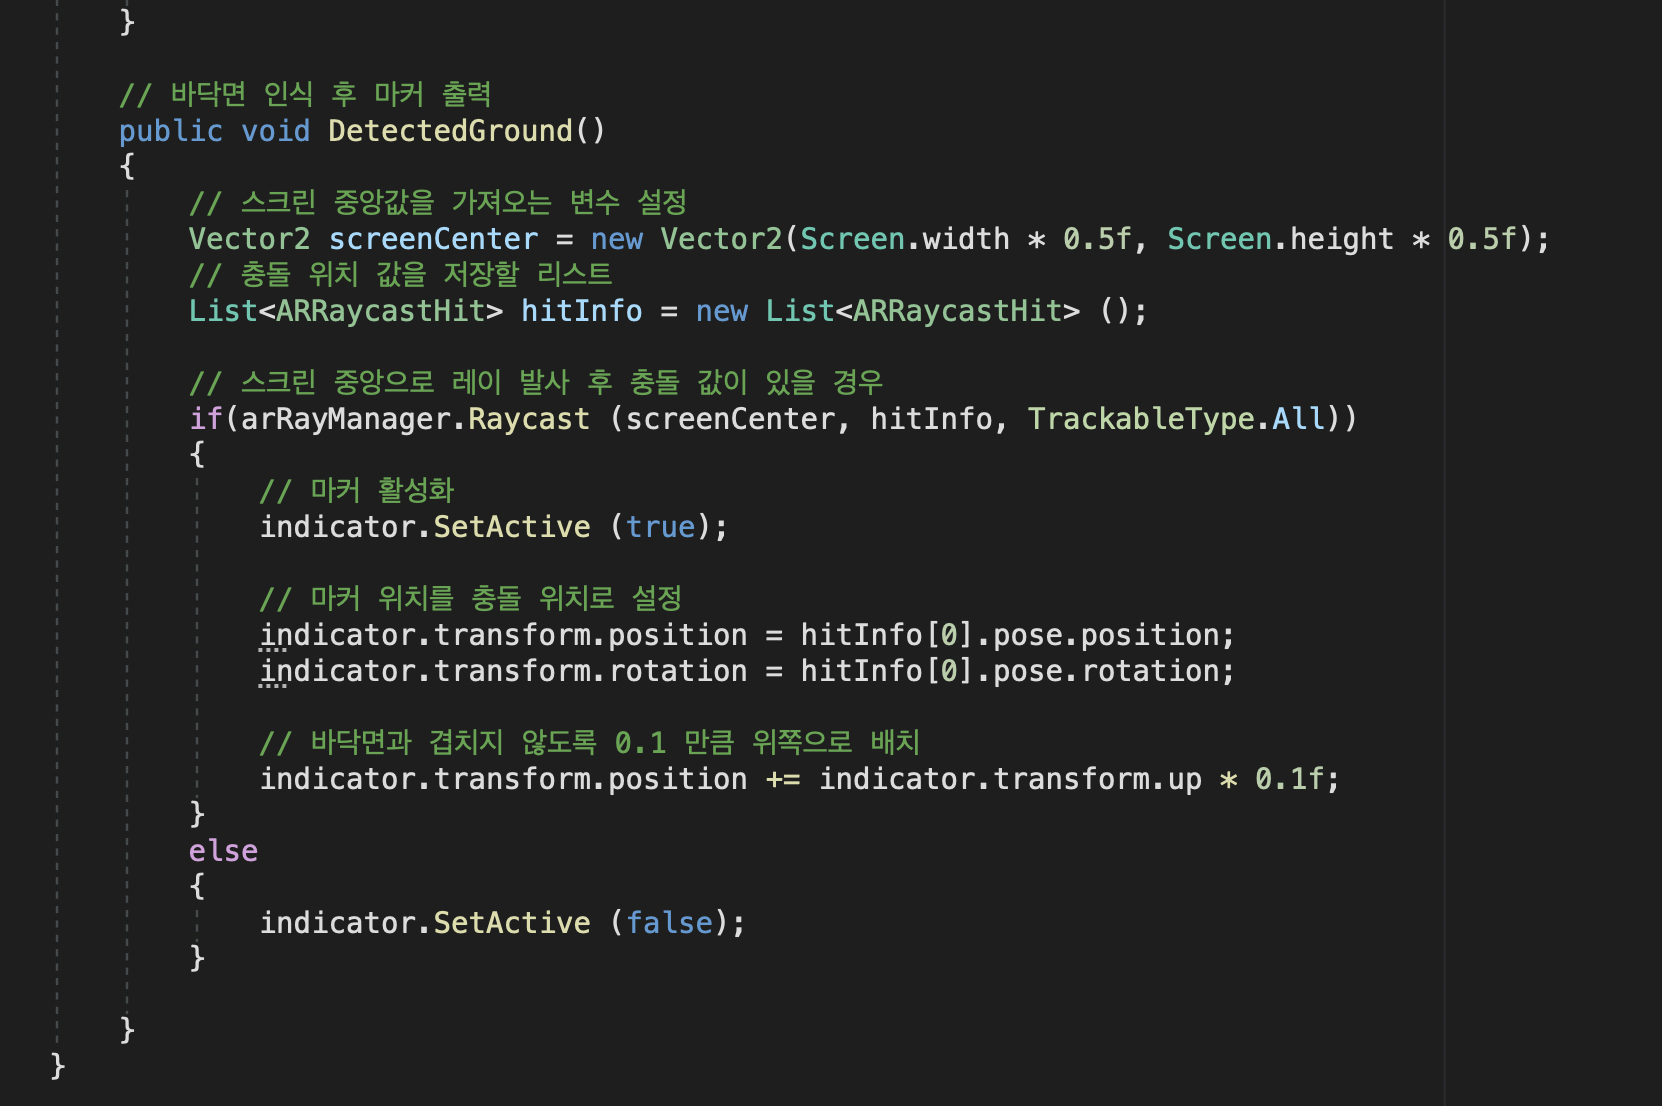 }
// 바닥면 인식 후 마커 출력
public void DetectedGround()
{
// 스크린 중앙값을 가져오는 변수 설정
Vector2 screenCenter = new Vector2(Screen.width * 0.5f, Screen.height * 0.5f);
// 충돌 위치 값을 저장할 리스트
List<ARRaycastHit> hitInfo = new List<ARRaycastHit> ();
// 스크린 중앙으로 레이 발사 후 충돌 값이 있을 경우
if(arRayManager.Raycast (screenCenter, hitInfo, TrackableType.All))
{
// 마커 활성화
indicator.SetActive (true);
// 마커 위치를 충돌 위치로 설정
indicator.transform.position = hitInfo[0].pose.position;
indicator.transform.rotation = hitInfo[0].pose.rotation;
// 바닥면과 겹치지 않도록 0.1 만큼 위쪽으로 배치
indicator.transform.position += indicator.transform.up * 0.1f;
}
else
{
indicator.SetActive (false);
}
}
}